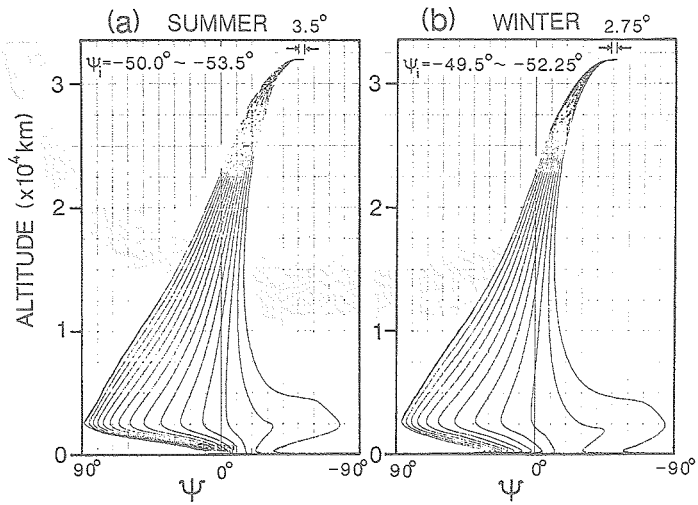 (a) SUMMER 3.5°
Ψi=-50.0°~ -53.5°
(b) WINTER 2.75°
Ψi=-49.5°~ -52.25°
ALTITUDE (x10⁴km)
3
2
1
0
90° 0° -90°
Ψ
3
2
1
0
90° 0° -90°
Ψ